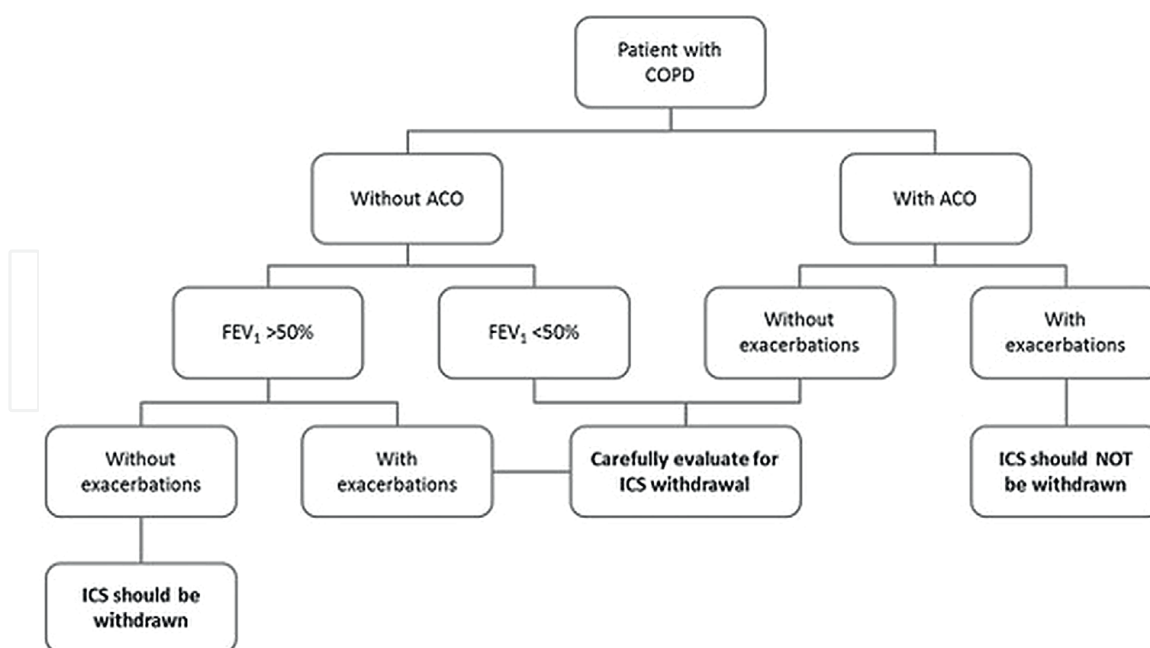 Patient with
COPD
Without ACO
With ACO
FEV₁ >50%
FEV₁ <50%
Without
exacerbations
With
exacerbations
Without
exacerbations
With
exacerbations
Carefully evaluate for
ICS withdrawal
ICS should NOT
be withdrawn
ICS should be
withdrawn